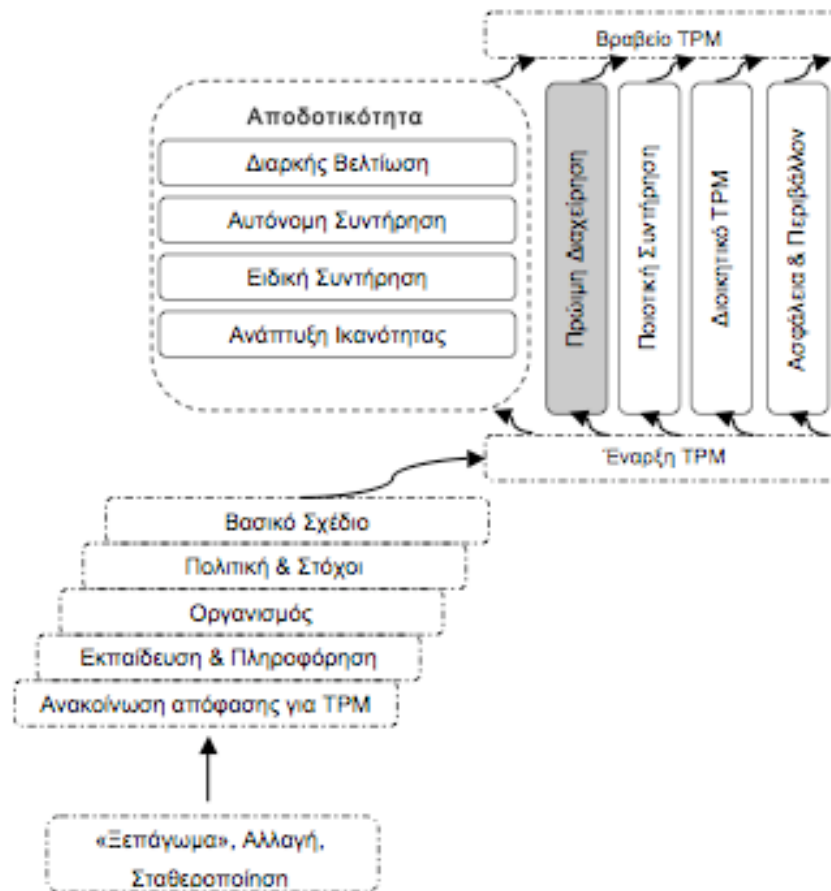 Βραβείο TPM
Αποδοτικότητα
Διαρκής Βελτίωση
Αυτόνομη Συντήρηση
Ειδική Συντήρηση
Ανάπτυξη Ικανότητας
Πρώιμη Διαχείρηση
Ποιοτική Συντήρηση
Διοικητικό TPM
Ασφάλεια & Περιβάλλον
Έναρξη TPM
Βασικό Σχέδιο
Πολιτική & Στόχοι
Οργανισμός
Εκπαίδευση & Πληροφόρηση
Ανακοίνωση απόφασης για TPM
«Ξεπάγωμα», Αλλαγή,
Σταθεροποίηση